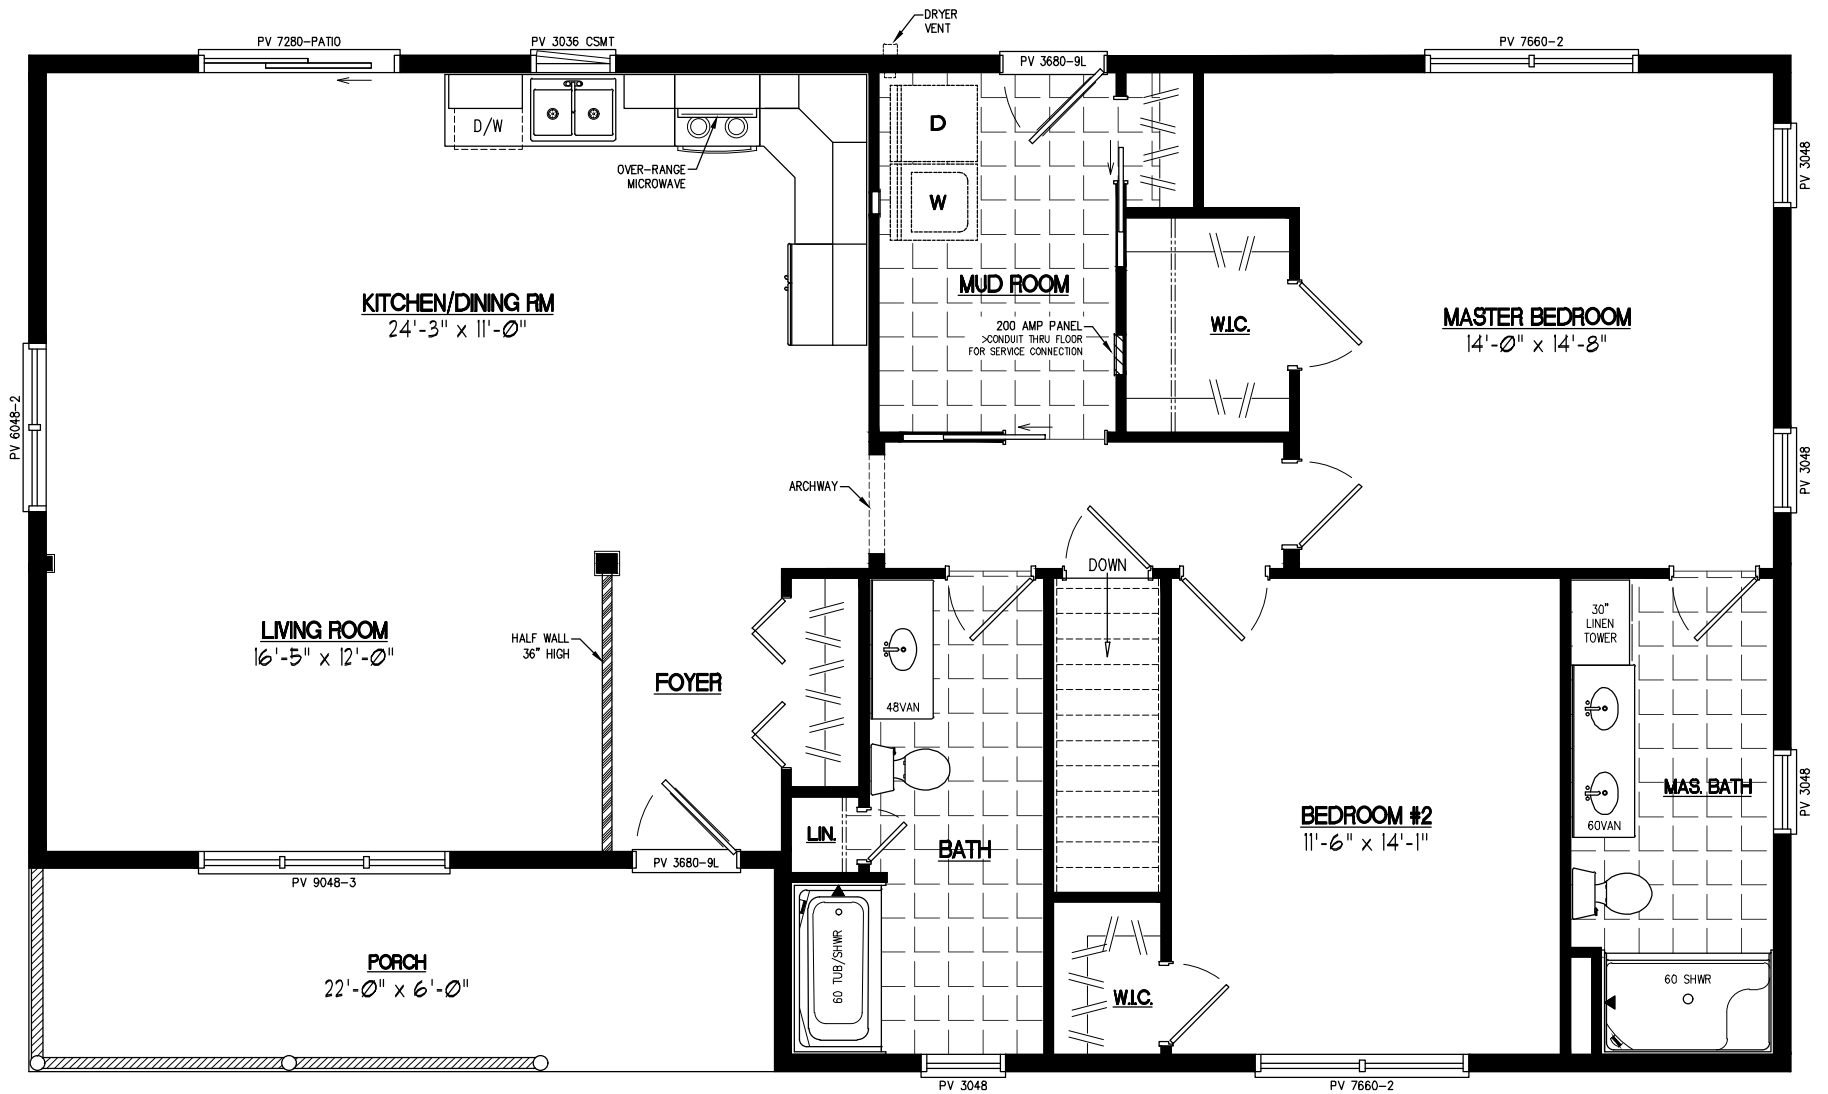 DRYER
VENT
PV 7280-PATIO
PV 3036 CSMT
PV 3680-9L
PV 7660-2
D/W
OVER-RANGE
MICROWAVE
D
W
PV 3048
KITCHEN/DINING RM
24'-3" x 11'-0"
MUD ROOM
200 AMP PANEL
>CONDUIT THRU FLOOR
FOR SERVICE CONNECTION
W.I.C.
MASTER BEDROOM
14'-0" x 14'-8"
PV 6048-2
PV 3048
ARCHWAY
DOWN
LIVING ROOM
16'-5" x 12'-0"
HALF WALL
36" HIGH
FOYER
48VAN
30"
LINEN
TOWER
60VAN
MAS. BATH
PV 3048
LIN.
BATH
BEDROOM #2
11'-6" x 14'-1"
PV 9048-3
PV 3680-9L
PORCH
22'-0" x 6'-0"
60 TUB/SHWR
W.I.C.
60 SHWR
PV 3048
PV 7660-2